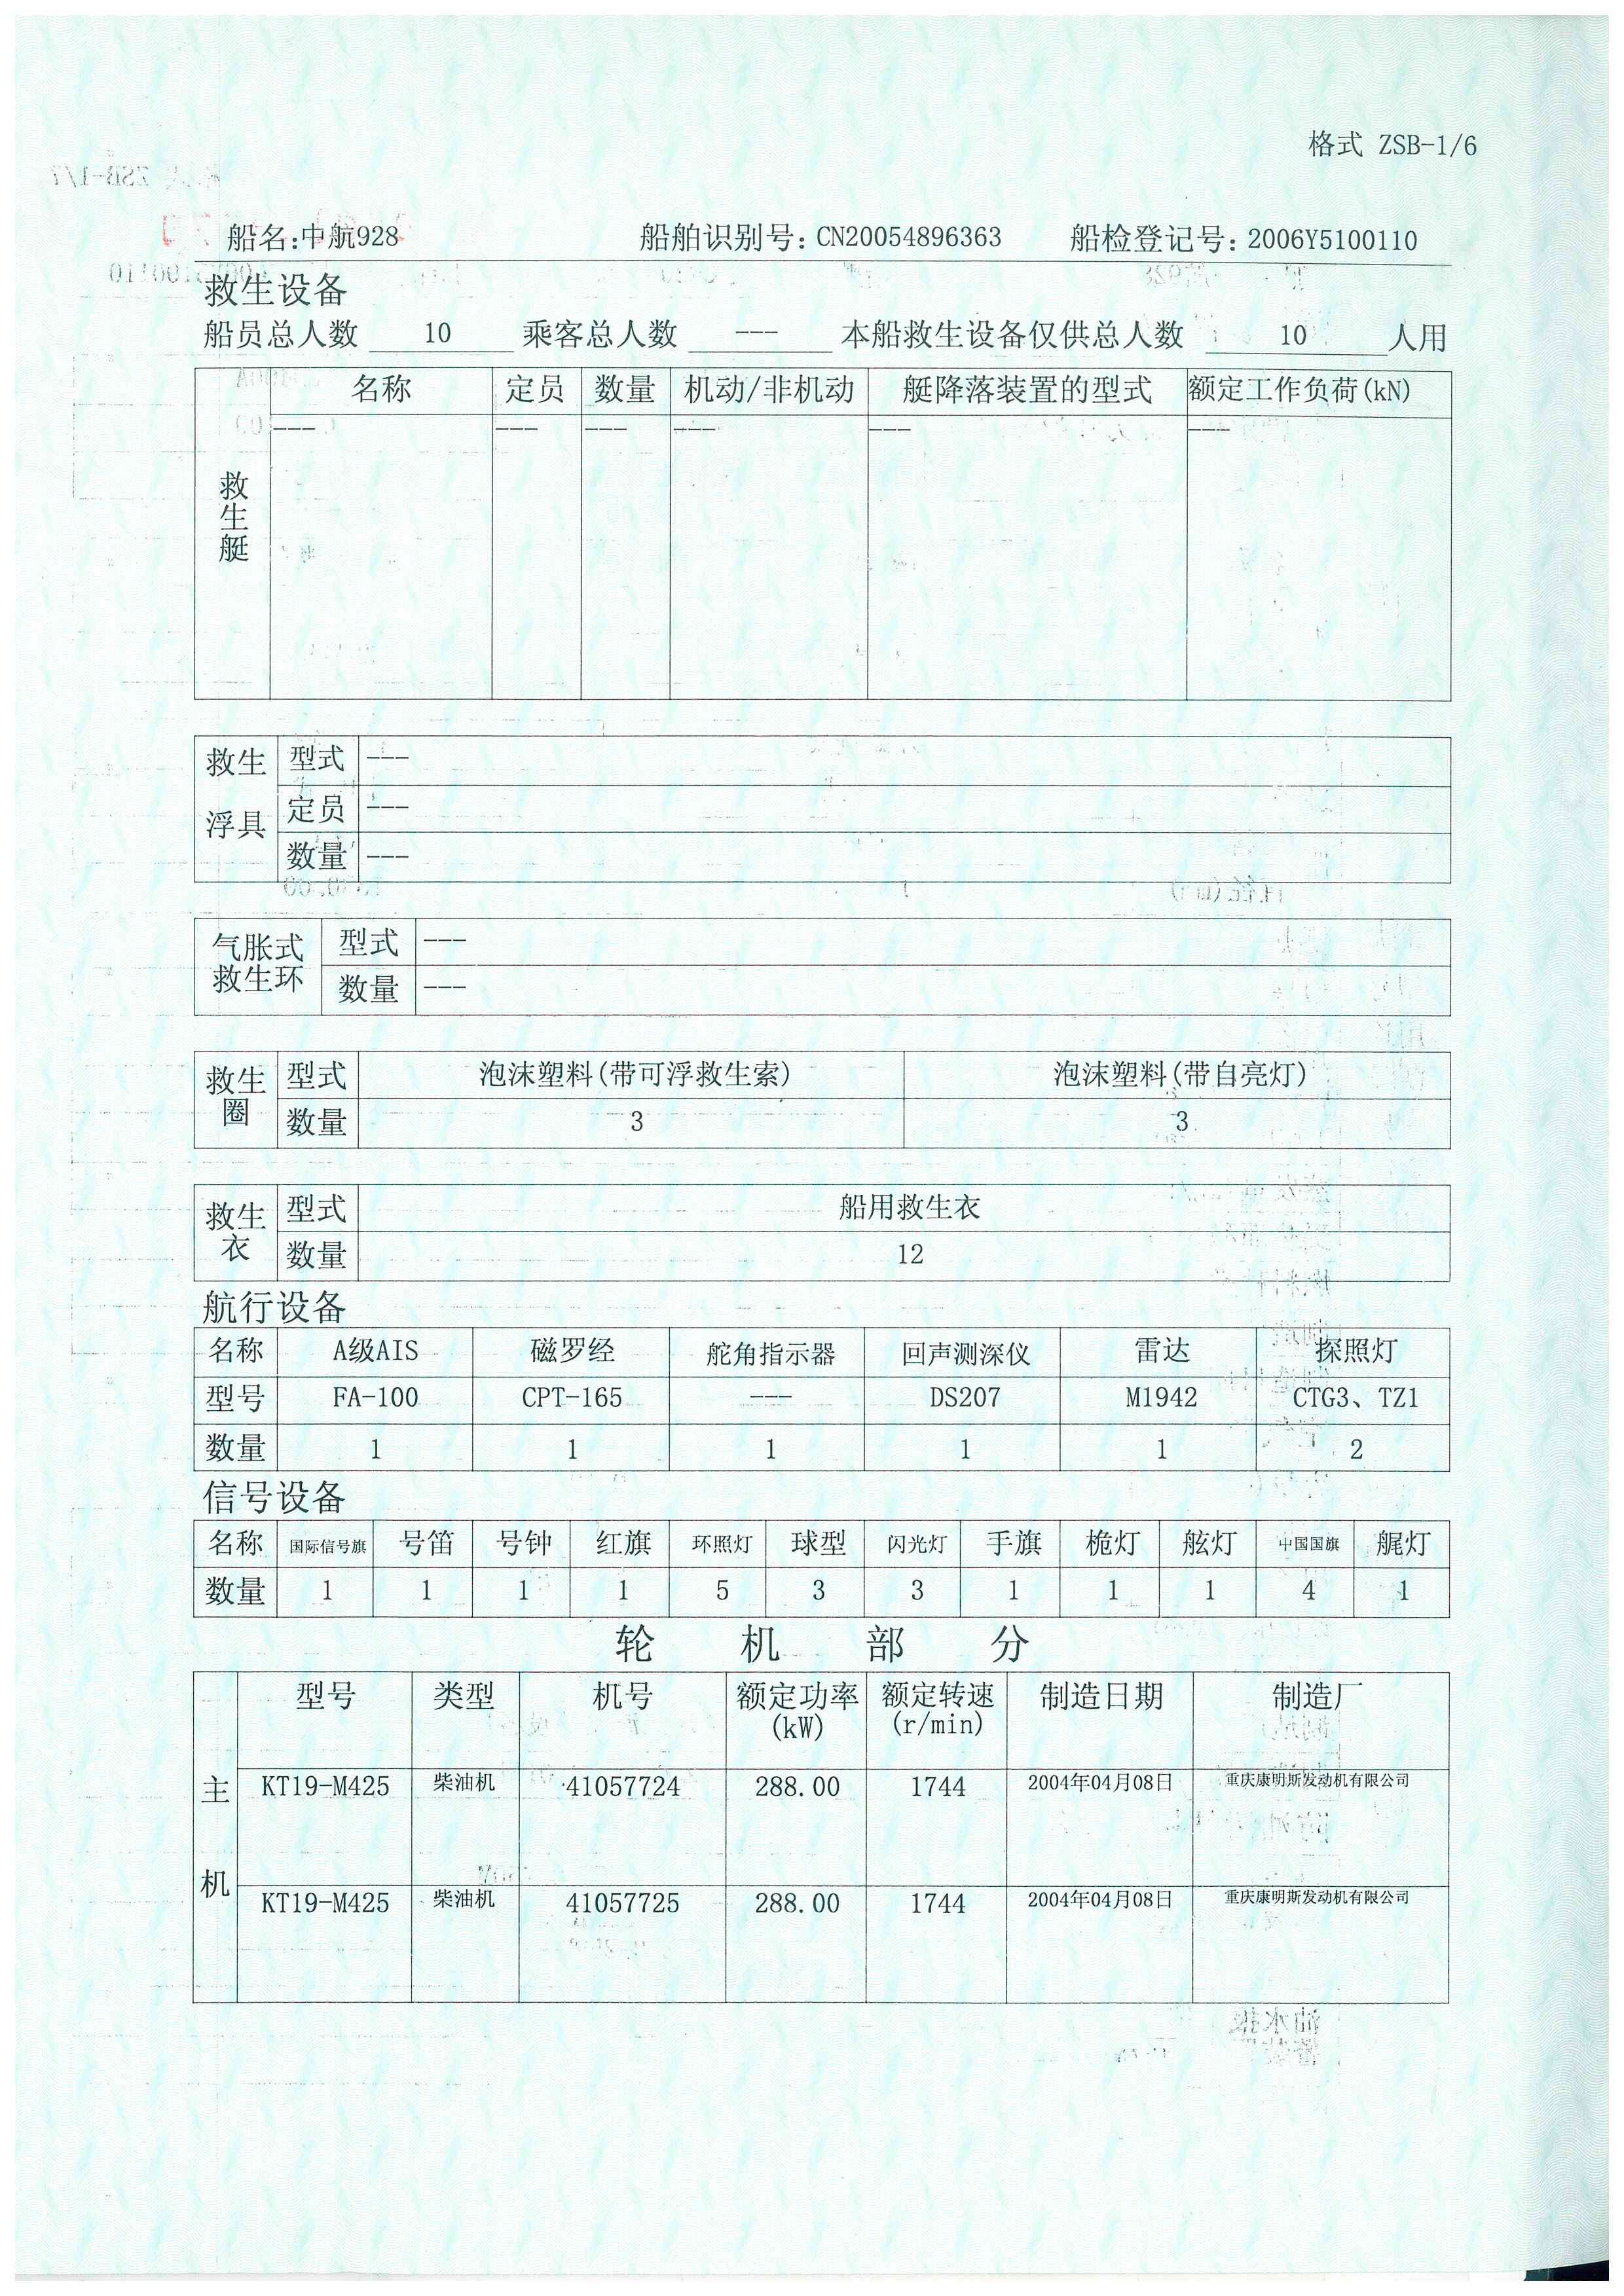 格式 ZSB-1/6
船名:中航928 船舶识别号:CN20054896363 船检登记号:2006Y5100110
救生设备
船员总人数 10 乘客总人数 --- 本船救生设备仅供总人数 10 人用
救生艇 名称 定员 数量 机动/非机动 艇降落装置的型式 额定工作负荷(kN)
--- --- --- --- --- ---
救生浮具 型式 ---
定员 ---
数量 ---
气胀式救生环 型式 ---
数量 ---
救生圈 型式 泡沫塑料(带可浮救生索) 泡沫塑料(带自亮灯)
数量 3 3
救生衣 型式 船用救生衣
数量 12
航行设备
名称 A级AIS 磁罗经 舵角指示器 回声测深仪 雷达 探照灯
型号 FA-100 CPT-165 --- DS207 M1942 CTG3、TZ1
数量 1 1 1 1 1 2
信号设备
名称 国际信号旗 号笛 号钟 红旗 环照灯 球型 闪光灯 手旗 桅灯 舷灯 中国国旗 艉灯
数量 1 1 1 1 5 3 3 1 1 1 4 1
轮机部分
主机 型号 类型 机号 额定功率(kW) 额定转速(r/min) 制造日期 制造厂
KT19-M425 柴油机 41057724 288.00 1744 2004年04月08日 重庆康明斯发动机有限公司
KT19-M425 柴油机 41057725 288.00 1744 2004年04月08日 重庆康明斯发动机有限公司